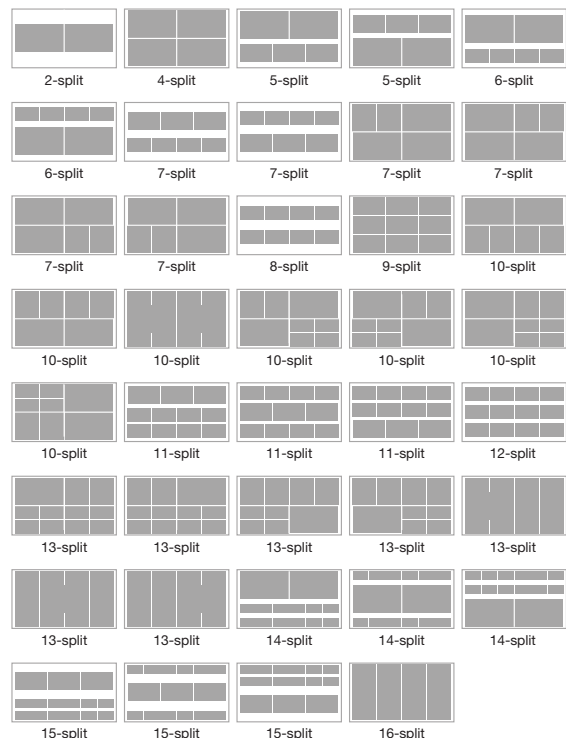 2-split 4-split 5-split 5-split 6-split
6-split 7-split 7-split 7-split 7-split
7-split 7-split 8-split 9-split 10-split
10-split 10-split 10-split 10-split 10-split
10-split 11-split 11-split 11-split 12-split
13-split 13-split 13-split 13-split 13-split
13-split 13-split 14-split 14-split 14-split
15-split 15-split 15-split 16-split